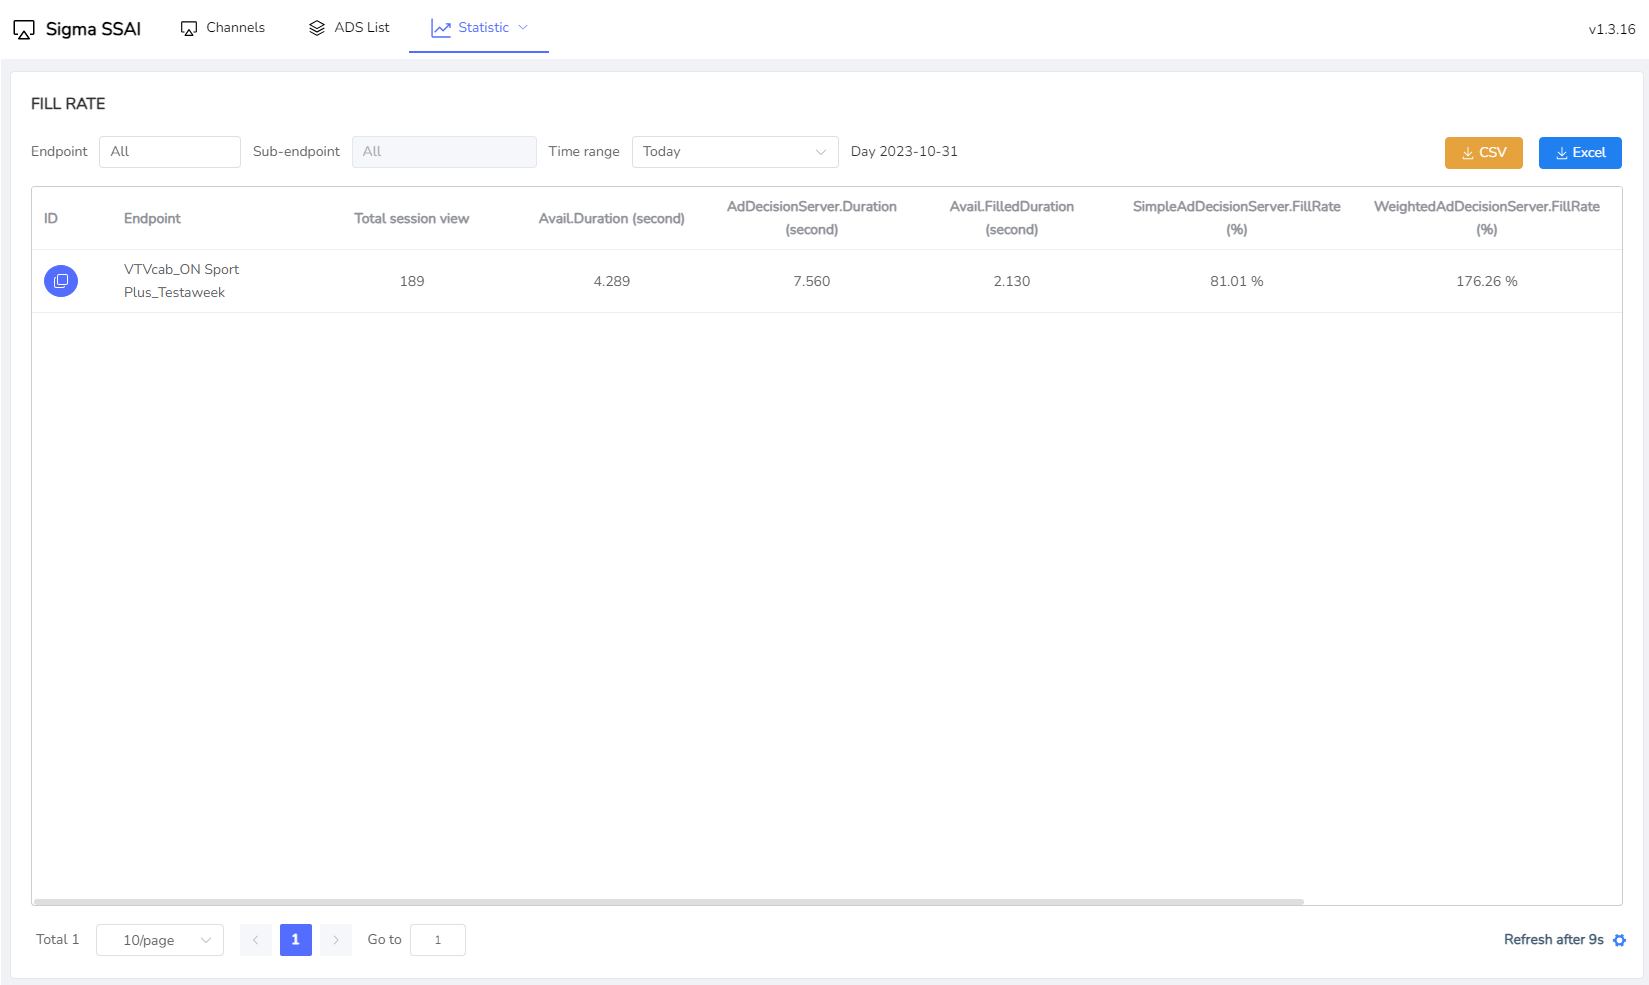 Sigma SSAI
Channels
ADS List
Statistic
v1.3.16
FILL RATE
Endpoint
All
Sub-endpoint
All
Time range
Today
Day 2023-10-31
CSV
Excel
ID
Endpoint
Total session view
Avail.Duration (second)
AdDecisionServer.Duration
(second)
Avail.FilledDuration
(second)
SimpleAdDecisionServer.FillRate
(%)
WeightedAdDecisionServer.FillRate
(%)
VTVcab_ON Sport
Plus_Testaweek
189
4.289
7.560
2.130
81.01 %
176.26 %
Total 1
10/page
1
Go to
1
Refresh after 9s